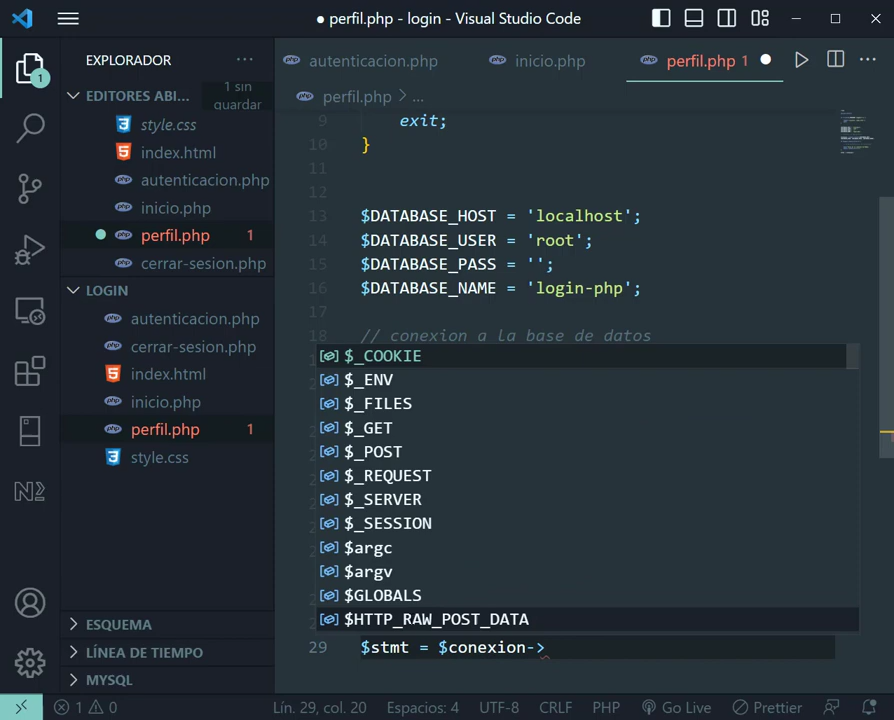 ● perfil.php - login - Visual Studio Code
EXPLORADOR ...
EDITORES ABI... 1 sin guardar
style.css
index.html
autenticacion.php
inicio.php
perfil.php 1
cerrar-sesion.php
LOGIN
autenticacion.php
cerrar-sesion.php
index.html
inicio.php
perfil.php 1
style.css
ESQUEMA
LÍNEA DE TIEMPO
MYSQL
1
autenticacion.php inicio.php perfil.php 1 ●
perfil.php > ...
9 exit;
10 }
11
12
13 $DATABASE_HOST = 'localhost';
14 $DATABASE_USER = 'root';
15 $DATABASE_PASS = '';
16 $DATABASE_NAME = 'login-php';
17
18 // conexion a la base de datos
$_COOKIE
$_ENV
$_FILES
$_GET
$_POST
$_REQUEST
$_SERVER
$_SESSION
$argc
$argv
$GLOBALS
$HTTP_RAW_POST_DATA
29 $stmt = $conexion->
1 0 Lín. 29, col. 20 Espacios: 4 UTF-8 CRLF PHP Go Live Prettier